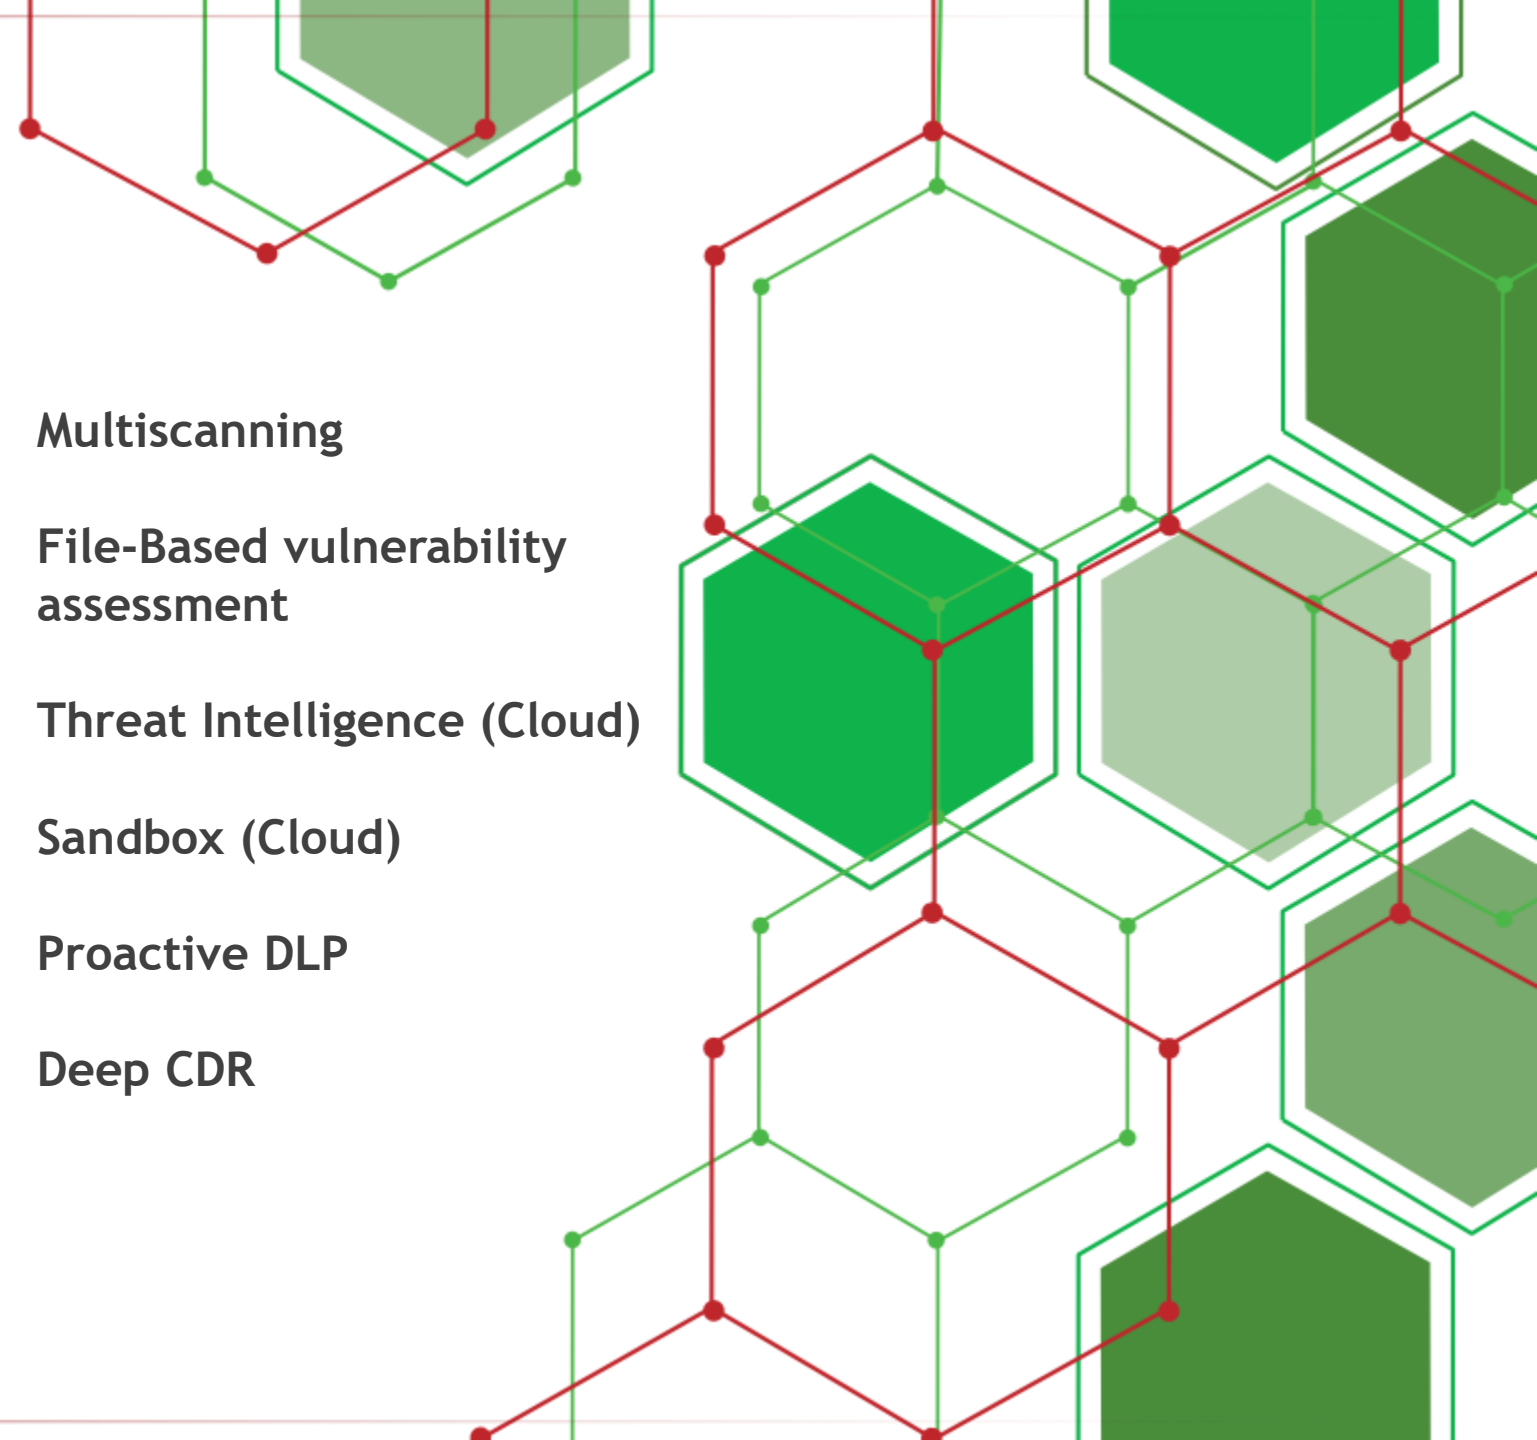 Multiscanning
File-Based vulnerability
assessment
Threat Intelligence (Cloud)
Sandbox (Cloud)
Proactive DLP
Deep CDR